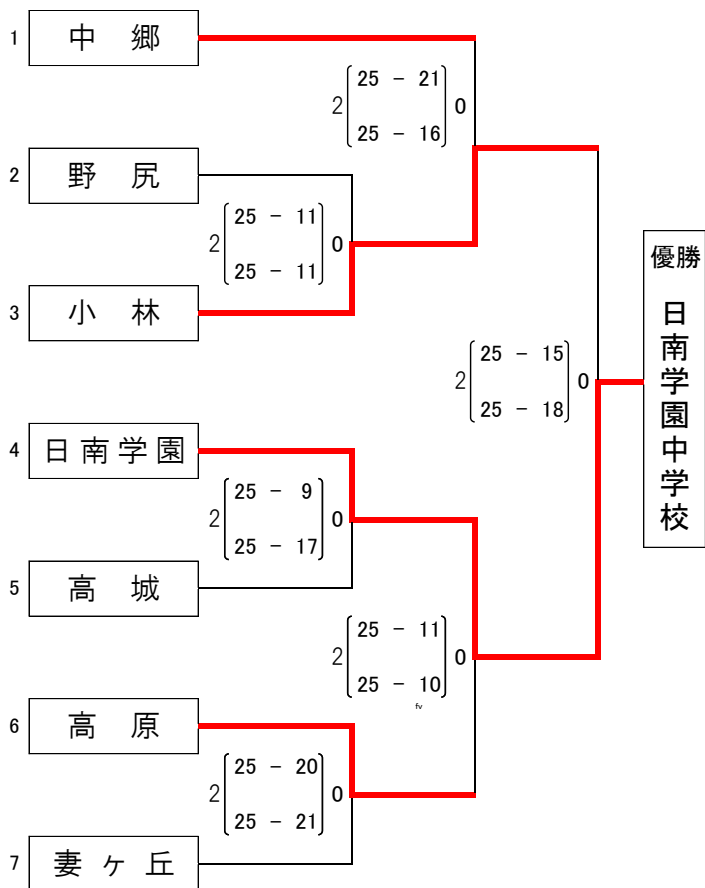 1 中 郷
2 25 - 21 0
25 - 16
2 野 尻
2 25 - 11 0
25 - 11
3 小 林
優勝
日南学園中学校
2 25 - 15 0
25 - 18
4 日南学園
2 25 - 9 0
25 - 17
5 高 城
2 25 - 11 0
25 - 10
fv
6 高 原
2 25 - 20 0
25 - 21
7 妻ヶ丘